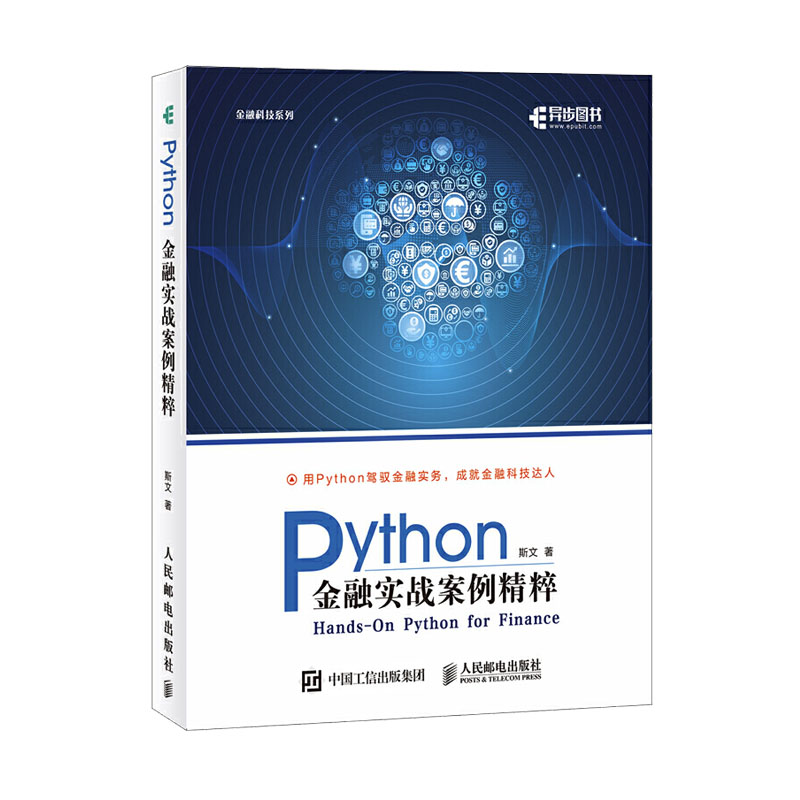 Python
金融实战案例精粹
斯文 著
人民邮电出版社
金融科技系列
异步图书
www.epubit.com
用Python驾驭金融实务，成就金融科技达人
Python
斯文 著
金融实战案例精粹
Hands-On Python for Finance
中国工信出版集团
人民邮电出版社
POSTS & TELECOM PRESS